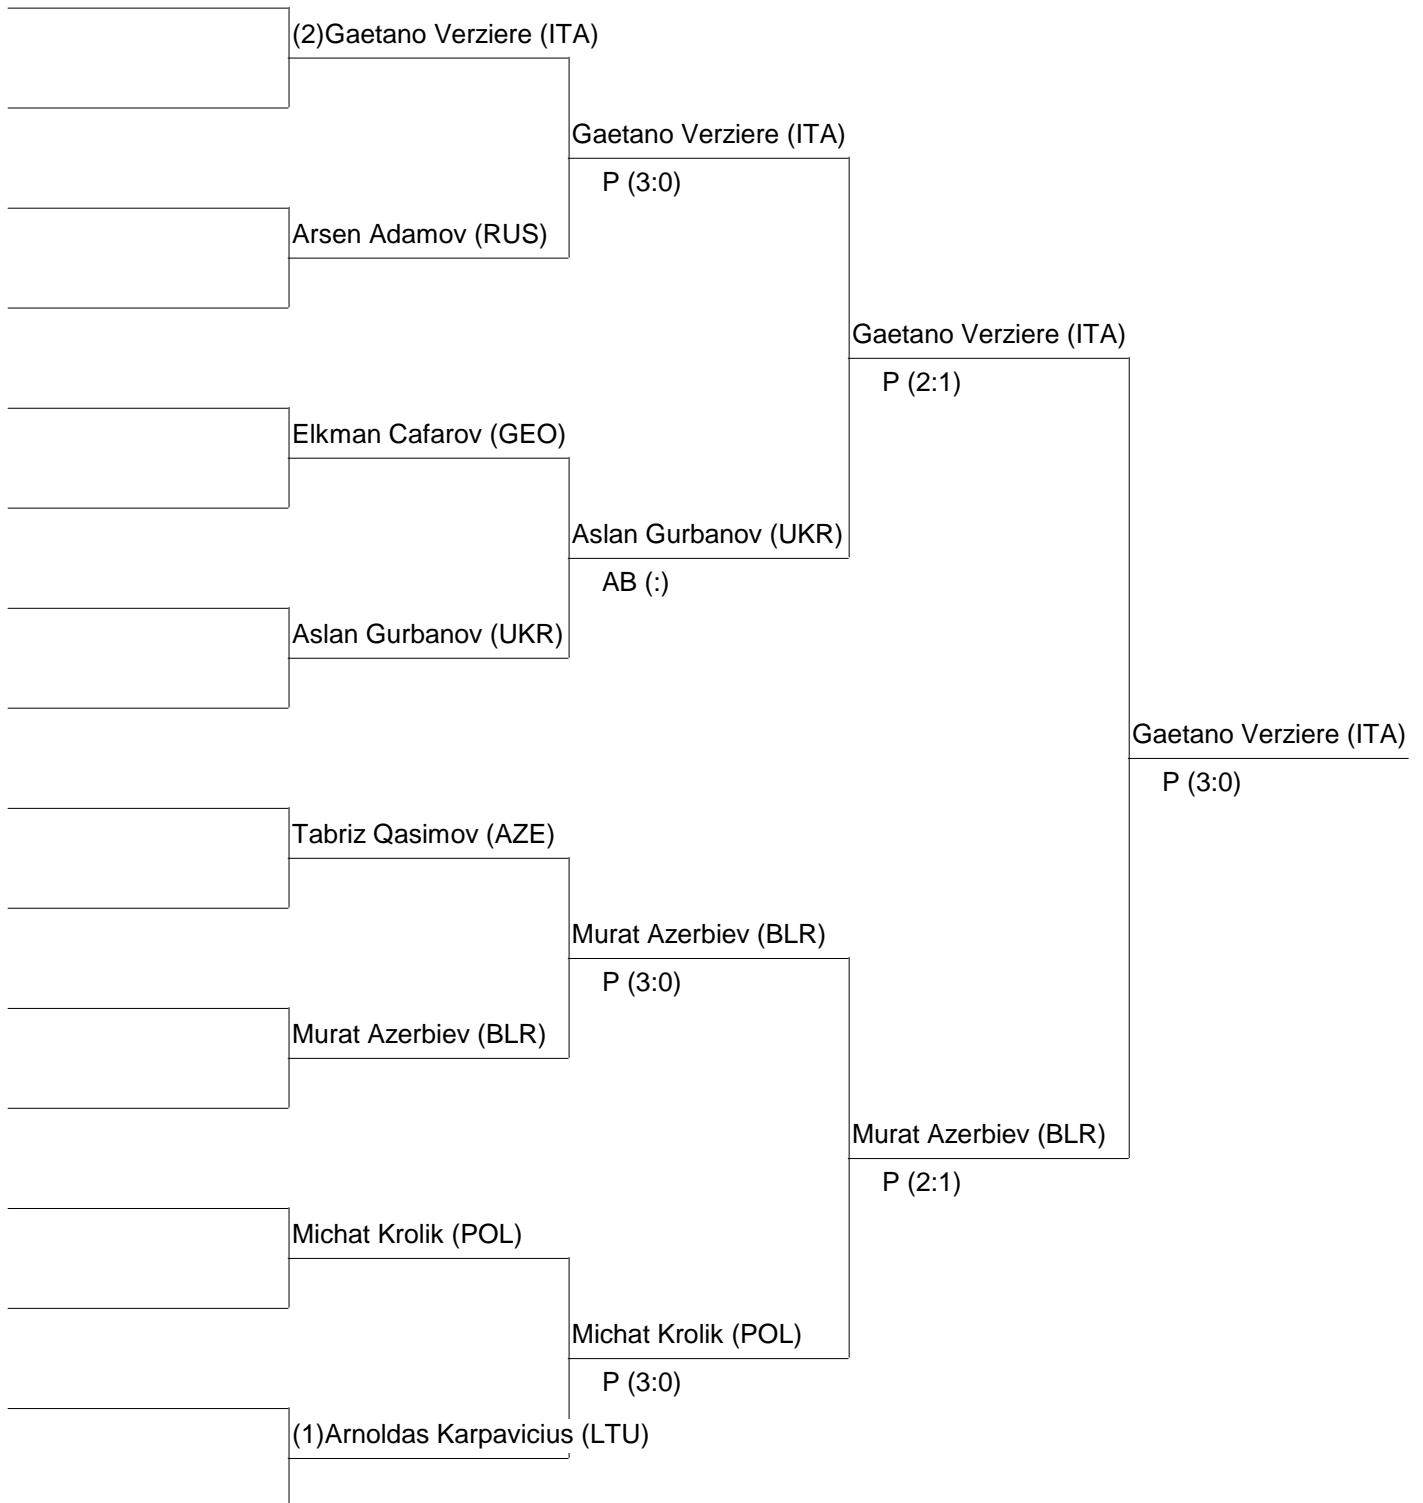 (2)Gaetano Verziere (ITA)
Gaetano Verziere (ITA)
P (3:0)
Arsen Adamov (RUS)
Gaetano Verziere (ITA)
P (2:1)
Elkman Cafarov (GEO)
Aslan Gurbanov (UKR)
AB (:)
Aslan Gurbanov (UKR)
Gaetano Verziere (ITA)
P (3:0)
Tabriz Qasimov (AZE)
Murat Azerbiev (BLR)
P (3:0)
Murat Azerbiev (BLR)
Murat Azerbiev (BLR)
P (2:1)
Michat Krolik (POL)
Michat Krolik (POL)
P (3:0)
(1)Arnoldas Karpavicius (LTU)